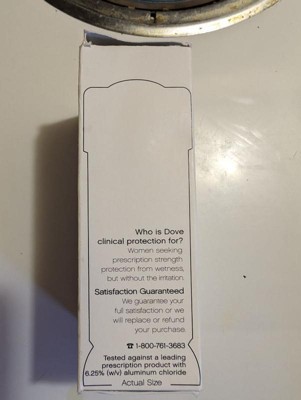 Who is Dove
clinical protection for?
Women seeking
prescription strength
protection from wetness,
but without the irritation.
Satisfaction Guaranteed
We guarantee your
full satisfaction or we
will replace or refund
your purchase.
☎ 1-800-761-3683
Tested against a leading
prescription product with
6.25% (w/v) aluminum chloride
Actual Size